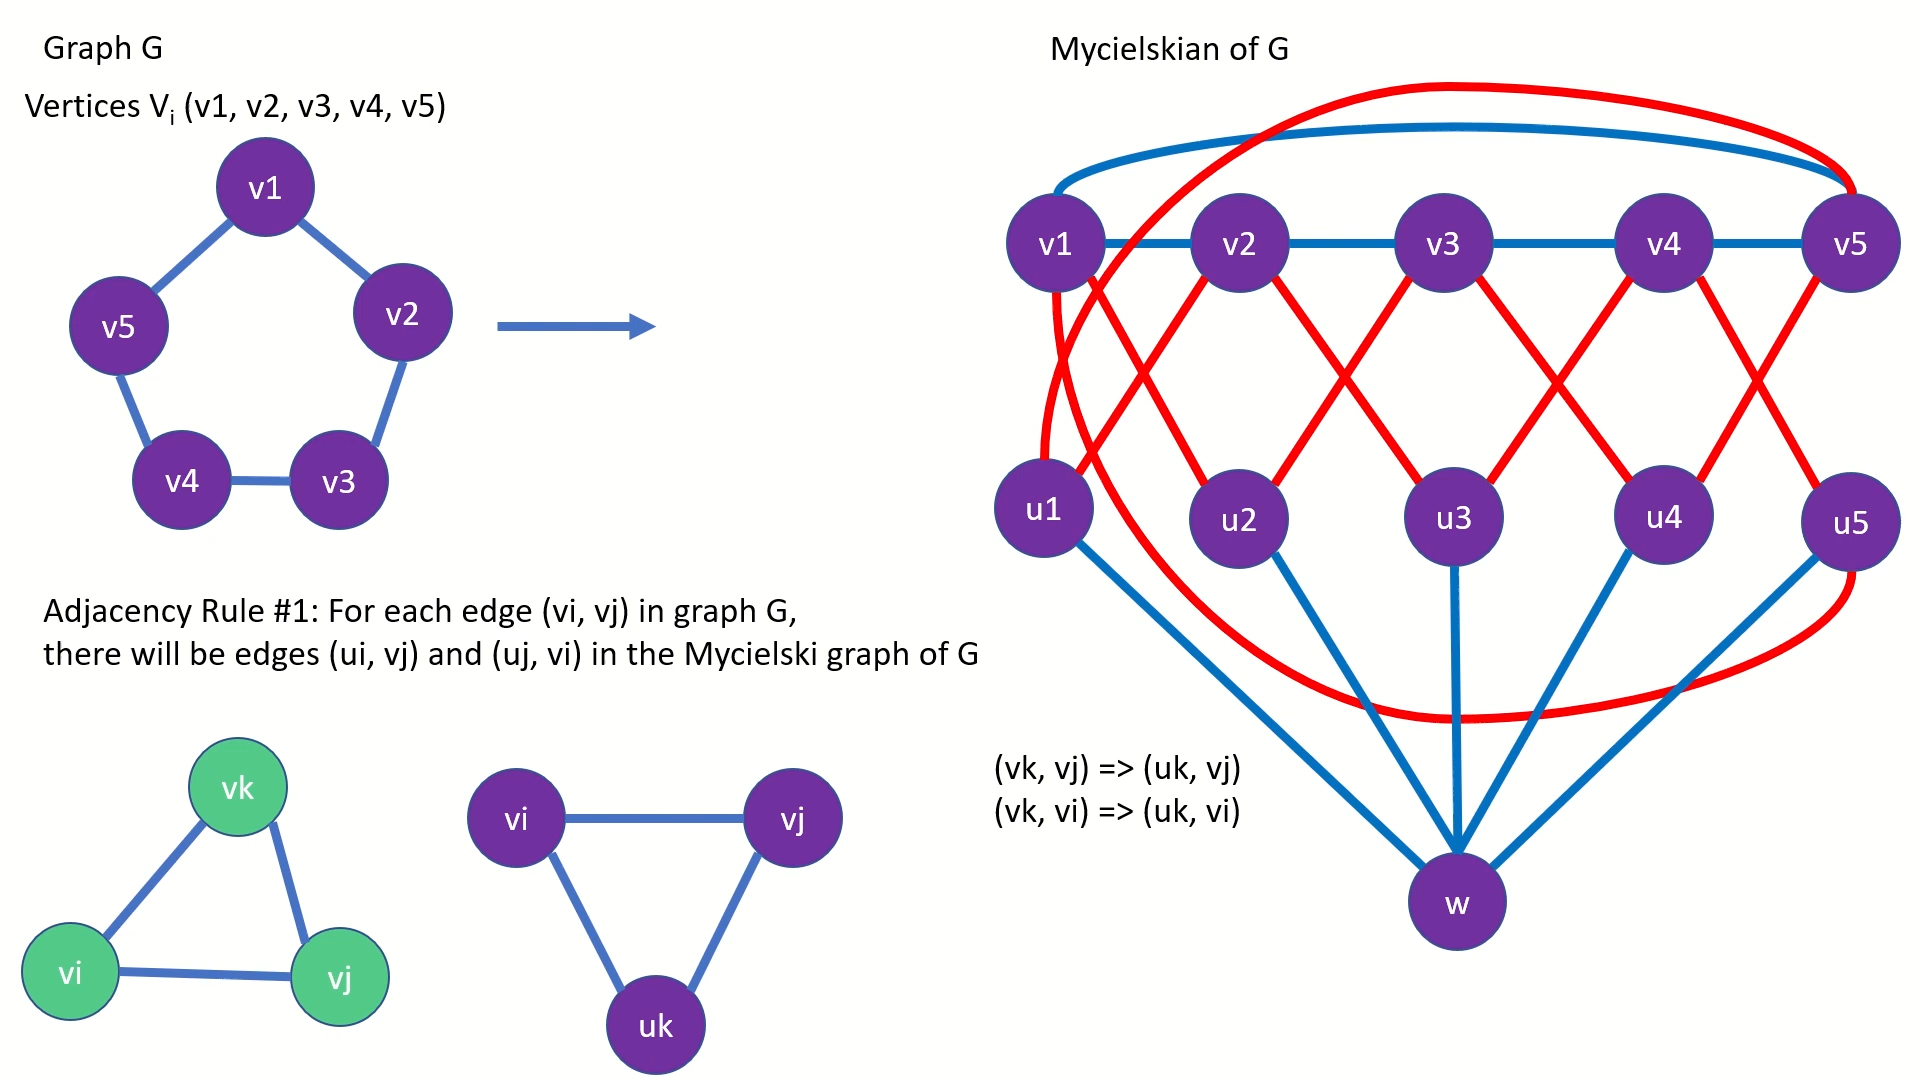 Graph G
Mycielskian of G
Vertices Vᵢ (v1, v2, v3, v4, v5)
v1
v5
v2
v4
v3
v1
v2
v3
v4
v5
u1
u2
u3
u4
u5
w
Adjacency Rule #1: For each edge (vi, vj) in graph G,
there will be edges (ui, vj) and (uj, vi) in the Mycielski graph of G
(vk, vj) => (uk, vj)
(vk, vi) => (uk, vi)
vk
vi
vj
vi
vj
uk